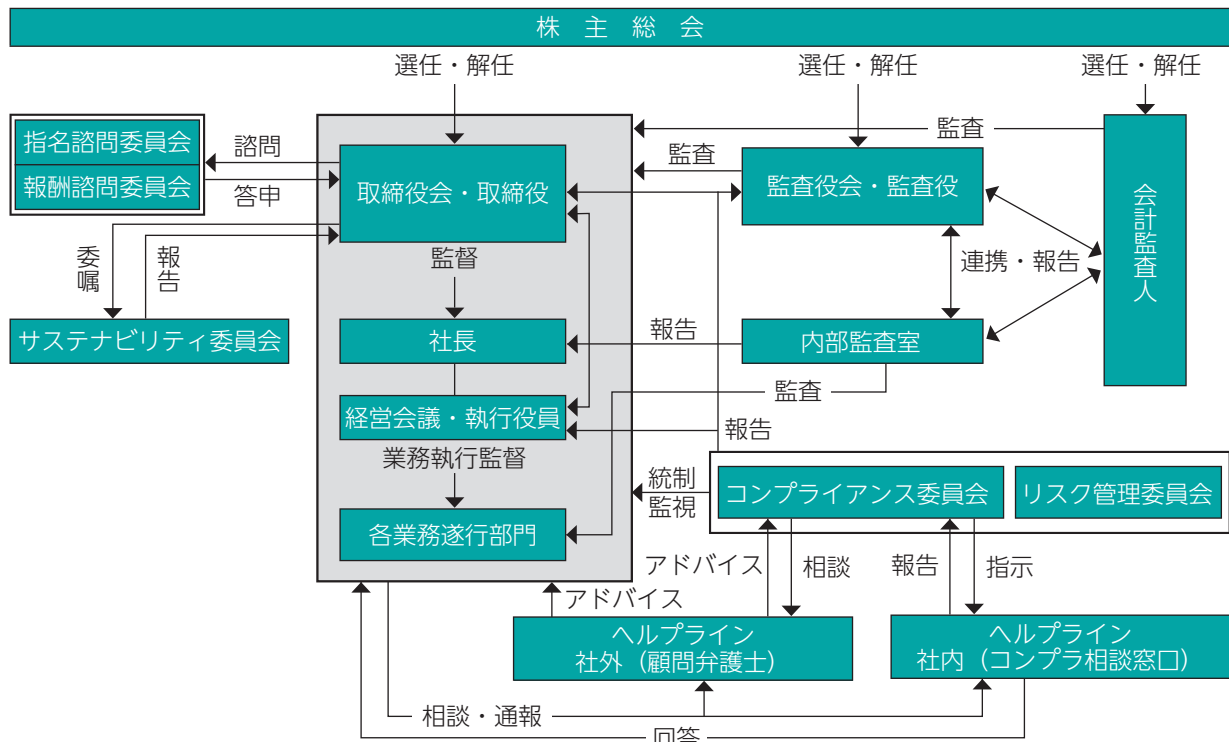 株主総会
選任・解任
選任・解任
選任・解任
指名諮問委員会
報酬諮問委員会
諮問
答申
取締役会・取締役
監査
監査
監査役会・監査役
会計監査人
委嘱
報告
監督
連携・報告
サステナビリティ委員会
社長
報告
内部監査室
監査
経営会議・執行役員
報告
業務執行監督
統制
監視
コンプライアンス委員会
リスク管理委員会
各業務遂行部門
アドバイス
相談
報告
指示
アドバイス
ヘルプライン
社外（顧問弁護士）
ヘルプライン
社内（コンプラ相談窓口）
相談・通報
回答